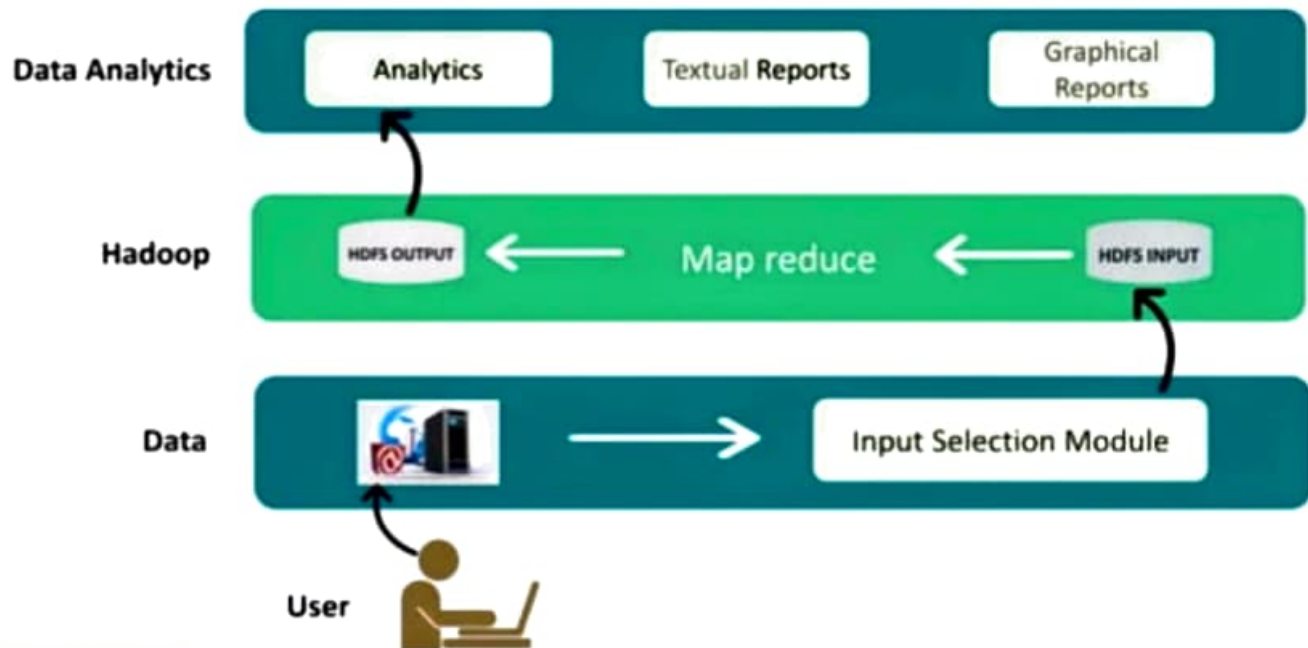 Data Analytics
Analytics
Textual Reports
Graphical
Reports
Hadoop
HDFS OUTPUT
Map reduce
HDFS INPUT
Data
Input Selection Module
User